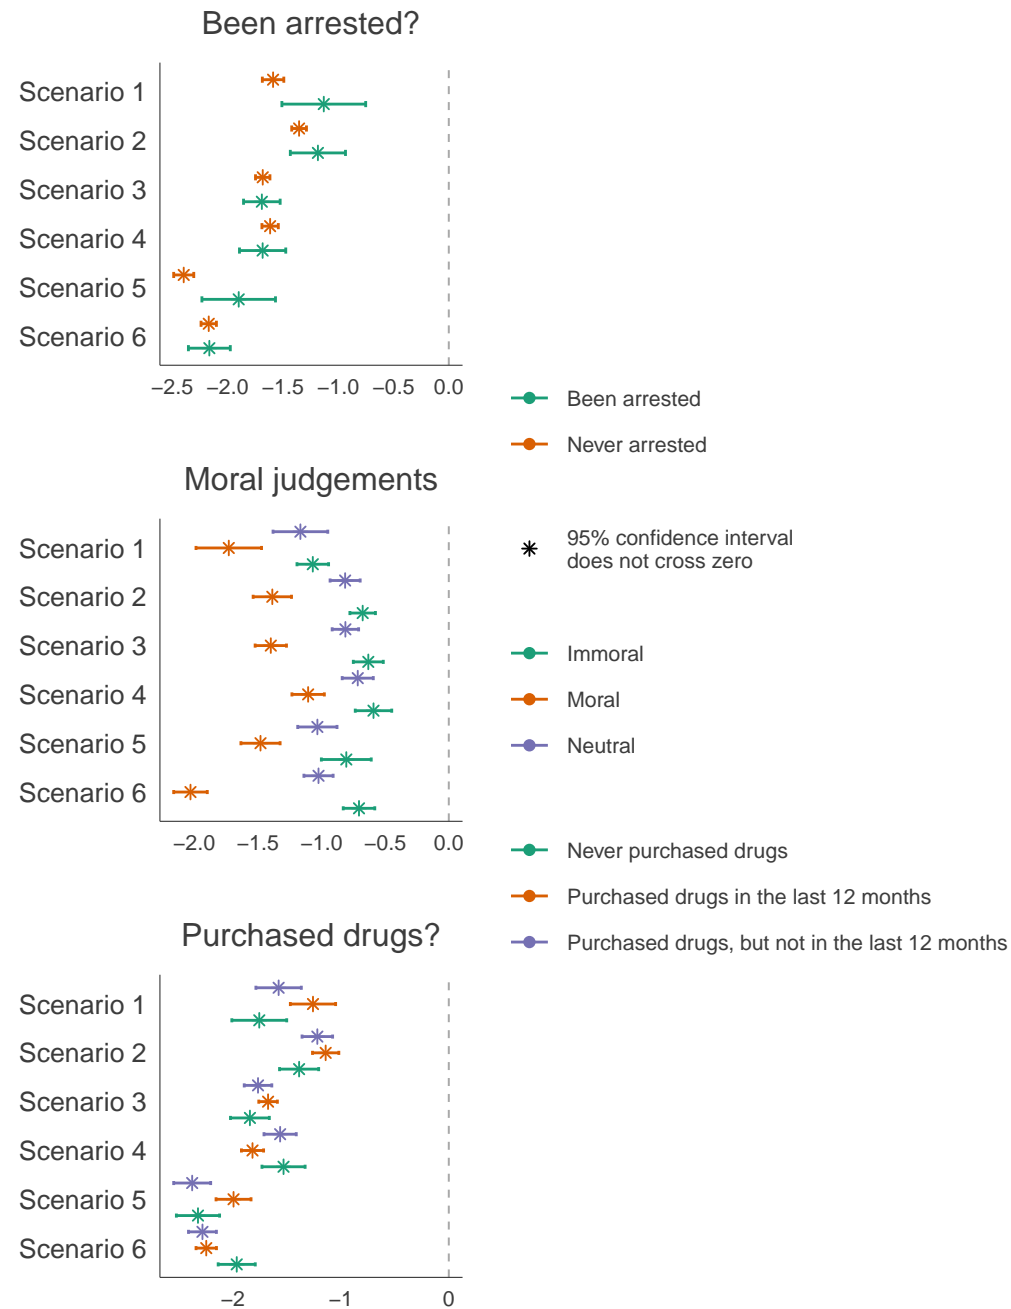 Been arrested?
Scenario 1
Scenario 2
Scenario 3
Scenario 4
Scenario 5
Scenario 6
−2.5 −2.0 −1.5 −1.0 −0.5 0.0
Been arrested
Never arrested
Moral judgements
Scenario 1
Scenario 2
Scenario 3
Scenario 4
Scenario 5
Scenario 6
−2.0 −1.5 −1.0 −0.5 0.0
95% confidence interval
does not cross zero
Immoral
Moral
Neutral
Never purchased drugs
Purchased drugs in the last 12 months
Purchased drugs, but not in the last 12 months
Purchased drugs?
Scenario 1
Scenario 2
Scenario 3
Scenario 4
Scenario 5
Scenario 6
−2 −1 0